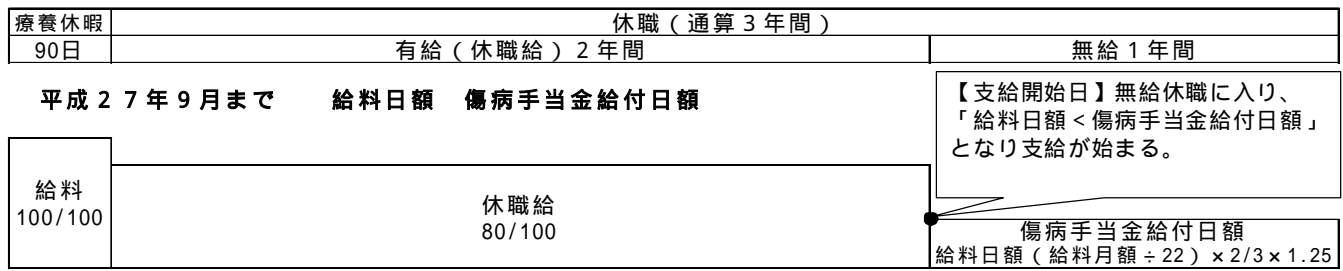 療養休暇
休職(通算3年間)
90日
有給(休職給)2年間
無給1年間
平成27年9月まで 給料日額 傷病手当金給付日額
【支給開始日】無給休職に入り、
「給料日額<傷病手当金給付日額」
となり支給が始まる。
給料
100/100
休職給
80/100
傷病手当金給付日額
給料日額(給料月額÷22)×2/3×1.25